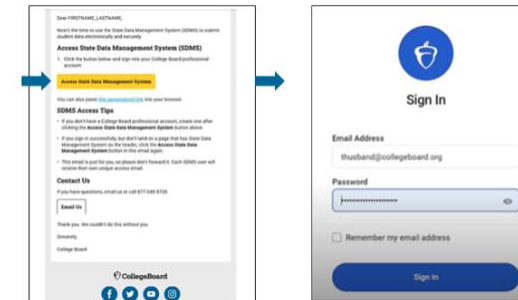 Dear FIRSTNAME_LASTNAME,
Now's the time to use the State Data Management System (SDMS) to submit
student data electronically and securely.
Access State Data Management System (SDMS)
1. Click the button below and sign into your College Board professional
account.
Access State Data Management System
You can also paste this personalized link into your browser.
SDMS Access Tips
• If you don't have a College Board professional account, create one after
clicking the Access State Data Management System button above.
• If you sign in successfully, but don't land on a page that has State Data
Management System as the header, click the Access State Data
Management System button in this email again.
• This email is just for you, so please don't forward it. Each SDMS user will
receive their own unique access email.
Contact Us
If you have questions, email us or call 877 549 9726
Email Us
Thank you. We couldn't do this without you.
Sincerely,
College Board
CollegeBoard
Sign In
Email Address
thusband@collegeboard.org
Password
Remember my email address
Sign In